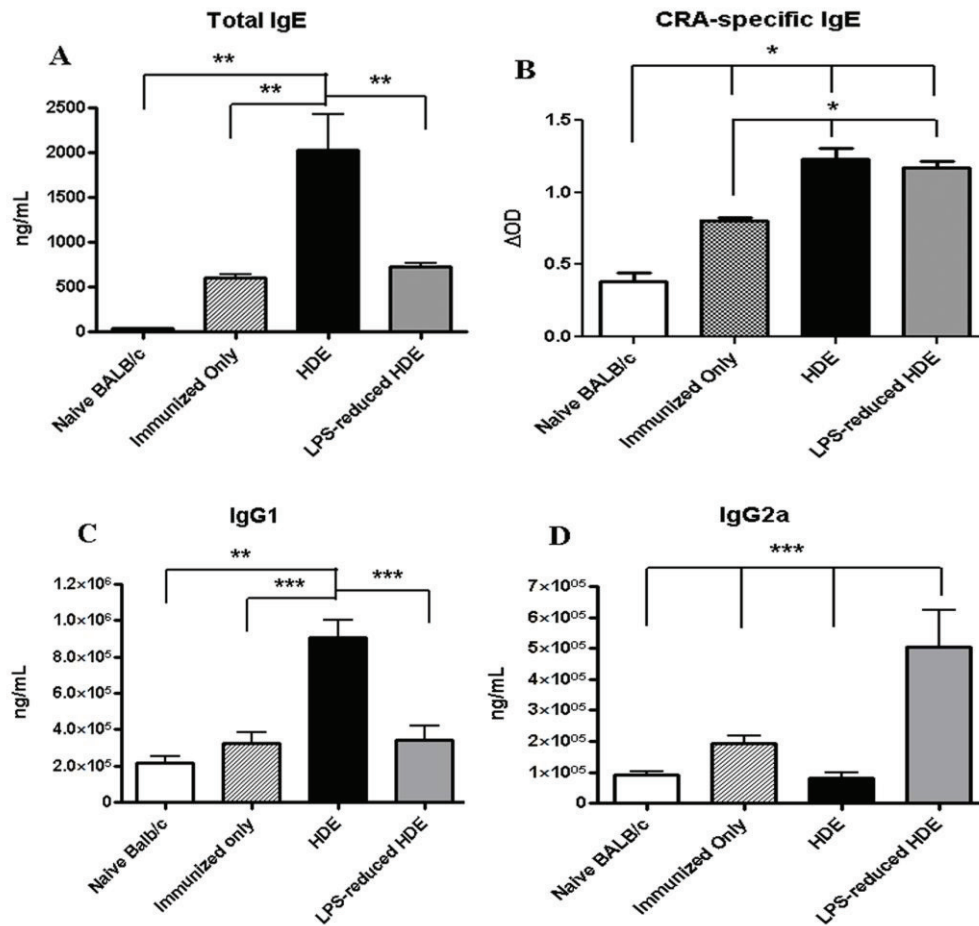 Total IgE
A
**
**
**
2500
2000
1500
1000
500
0
ng/mL
Naive BALB/c
Immunized Only
HDE
LPS-reduced HDE
CRA-specific IgE
B
*
*
1.5
1.0
0.5
0.0
ΔOD
Naive BALB/c
Immunized Only
HDE
LPS-reduced HDE
IgG1
C
**
***
***
1.2×10⁶
1.0×10⁶
8.0×10⁵
6.0×10⁵
4.0×10⁵
2.0×10⁵
0
ng/mL
Naive Balb/c
Immunized only
HDE
LPS-reduced HDE
IgG2a
D
***
7×10⁰⁵
6×10⁰⁵
5×10⁰⁵
4×10⁰⁵
3×10⁰⁵
2×10⁰⁵
1×10⁰⁵
0
ng/mL
Naive BALB/c
Immunized Only
HDE
LPS-reduced HDE